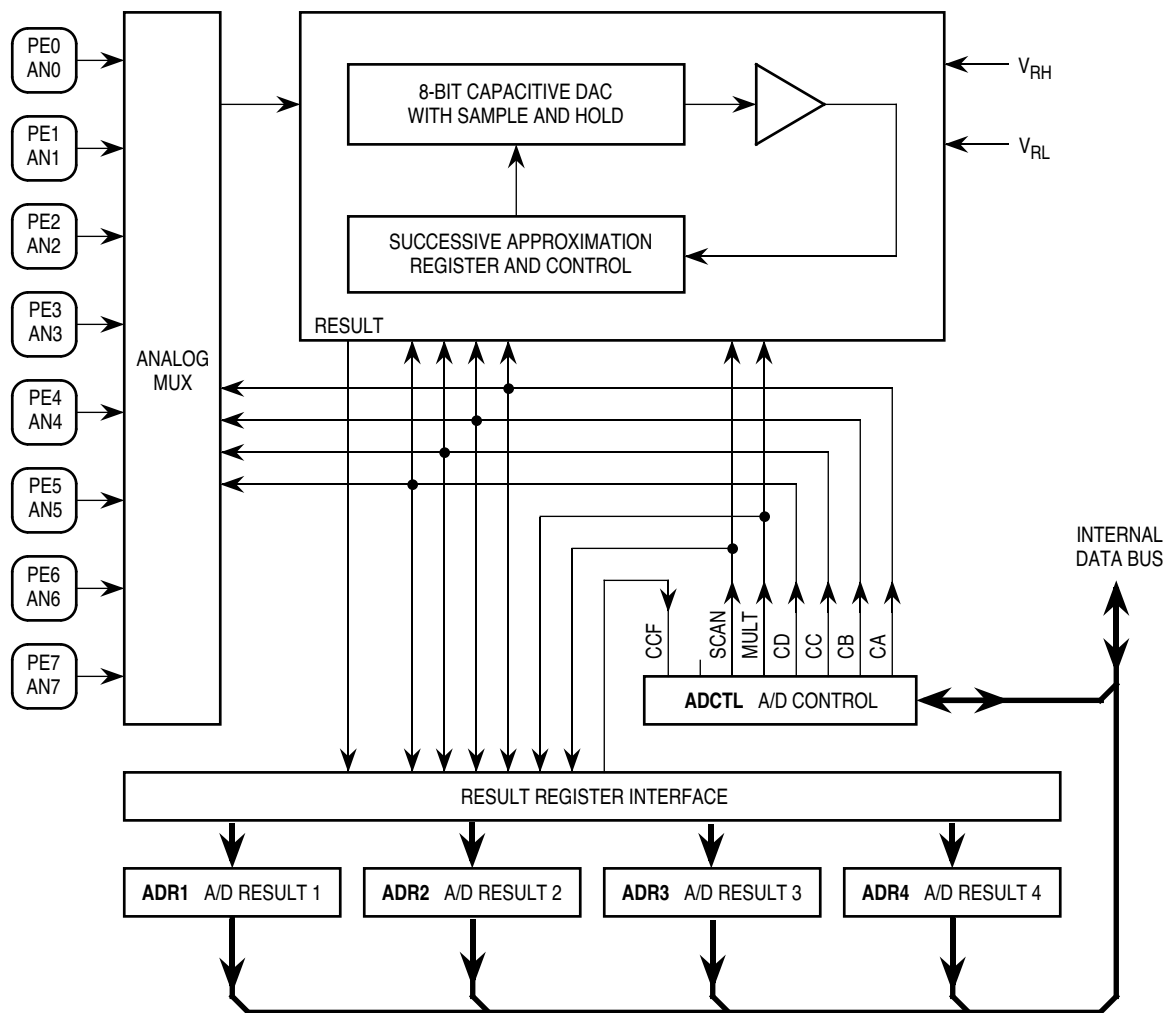 PE0
AN0
PE1
AN1
PE2
AN2
PE3
AN3
PE4
AN4
PE5
AN5
PE6
AN6
PE7
AN7
ANALOG
MUX
8-BIT CAPACITIVE DAC
WITH SAMPLE AND HOLD
SUCCESSIVE APPROXIMATION
REGISTER AND CONTROL
RESULT
VRH
VRL
INTERNAL
DATA BUS
CCF
SCAN
MULT
CD
CC
CB
CA
ADCTL A/D CONTROL
RESULT REGISTER INTERFACE
ADR1 A/D RESULT 1
ADR2 A/D RESULT 2
ADR3 A/D RESULT 3
ADR4 A/D RESULT 4